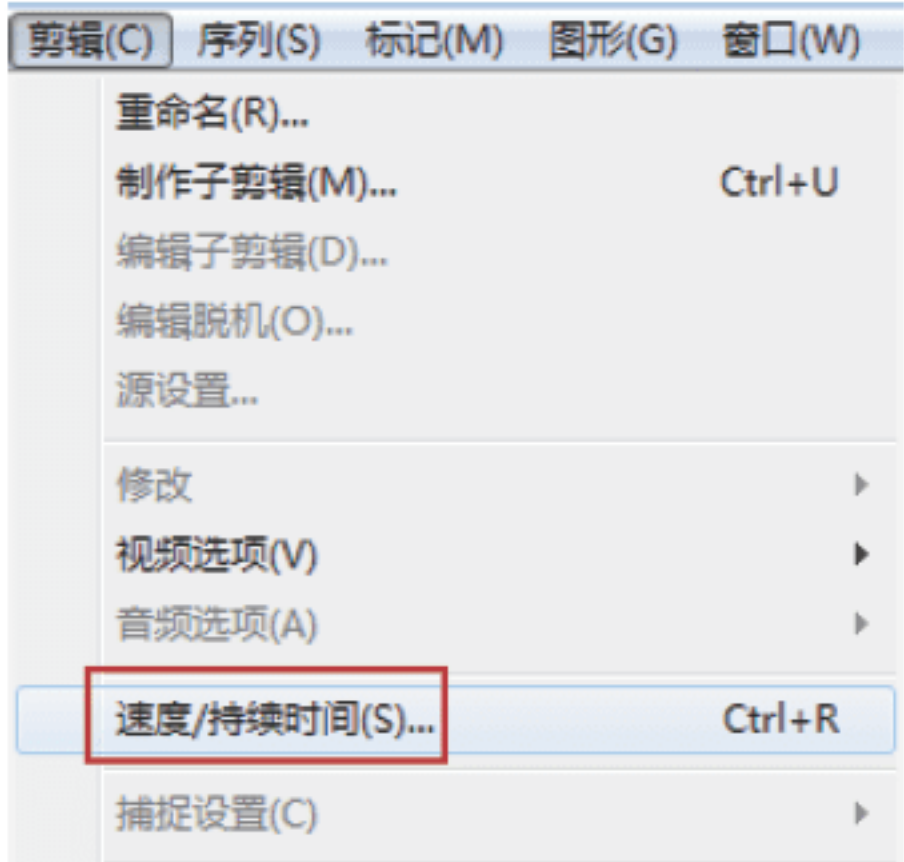 剪辑(C) 序列(S) 标记(M) 图形(G) 窗口(W)
重命名(R)...
制作子剪辑(M)... Ctrl+U
编辑子剪辑(D)...
编辑脱机(O)...
源设置...
修改
视频选项(V)
音频选项(A)
速度/持续时间(S)... Ctrl+R
捕捉设置(C)